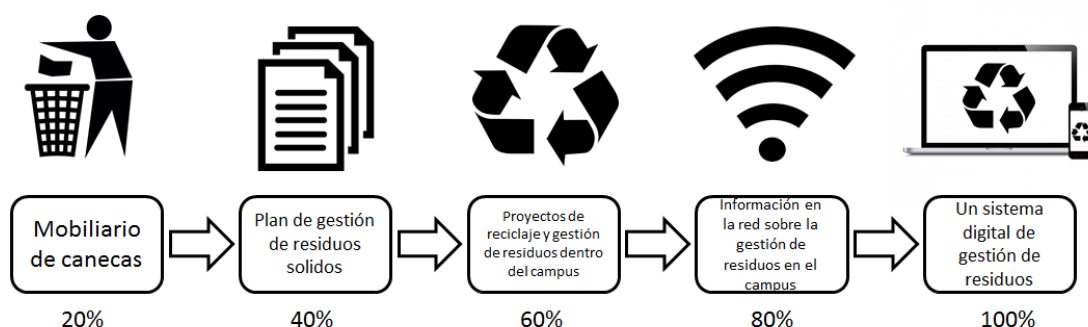 Mobiliario
de canecas
Plan de gestión
de residuos
solidos
Proyectos de
reciclaje y gestión
de residuos dentro
del campus
Información en
la red sobre la
gestión de
residuos en el
campus
Un sistema
digital de
gestión de
residuos
20%
40%
60%
80%
100%